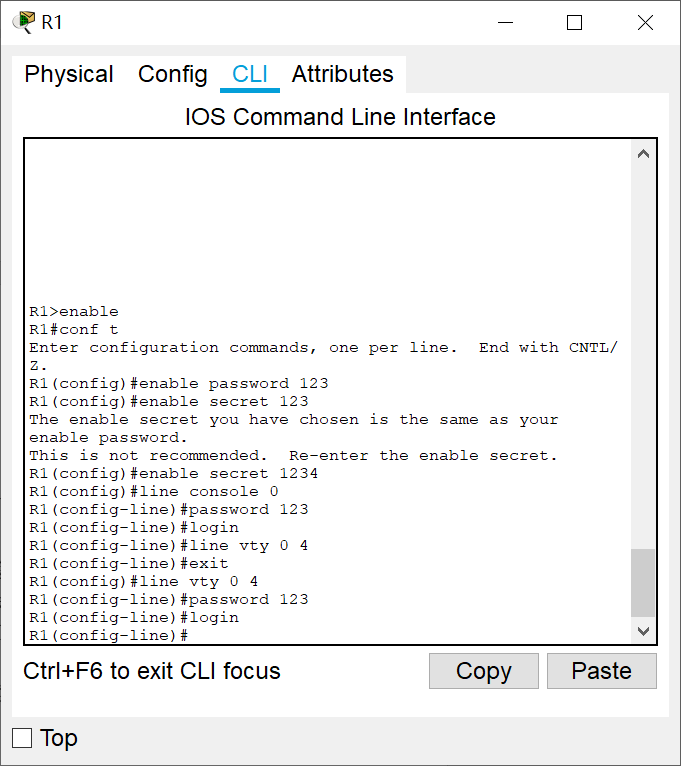 R1
Physical Config CLI Attributes
IOS Command Line Interface
R1>enable
R1#conf t
Enter configuration commands, one per line.  End with CNTL/
Z.
R1(config)#enable password 123
R1(config)#enable secret 123
The enable secret you have chosen is the same as your
enable password.
This is not recommended.  Re-enter the enable secret.
R1(config)#enable secret 1234
R1(config)#line console 0
R1(config-line)#password 123
R1(config-line)#login
R1(config-line)#line vty 0 4
R1(config-line)#exit
R1(config)#line vty 0 4
R1(config-line)#password 123
R1(config-line)#login
R1(config-line)#
Ctrl+F6 to exit CLI focus Copy Paste
Top